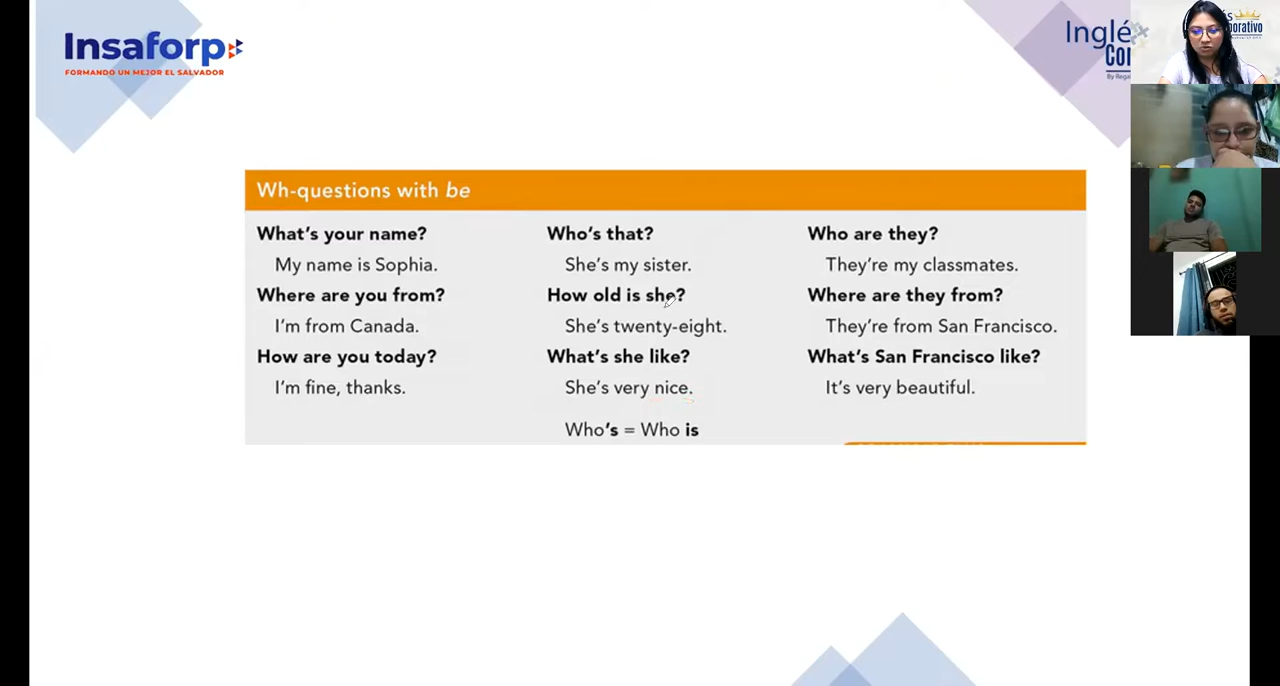 Insaforp
FORMANDO UN MEJOR EL SALVADOR
Wh-questions with be
What's your name?
My name is Sophia.
Where are you from?
I'm from Canada.
How are you today?
I'm fine, thanks.
Who's that?
She's my sister.
How old is she?
She's twenty-eight.
What's she like?
She's very nice.
Who's = Who is
Who are they?
They're my classmates.
Where are they from?
They're from San Francisco.
What's San Francisco like?
It's very beautiful.